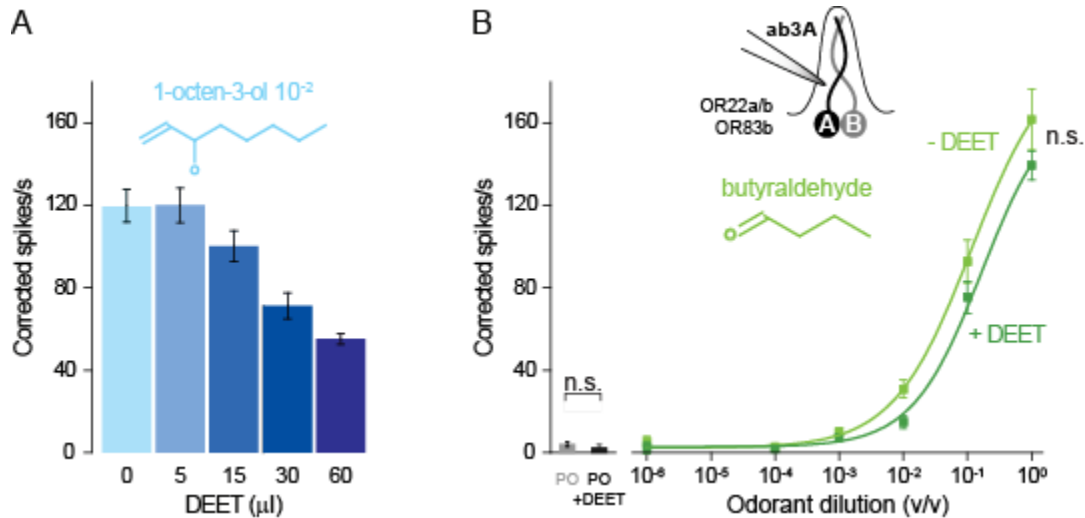 A
1-octen-3-ol 10⁻²
Corrected spikes/s
160
120
80
40
0
0 5 15 30 60
DEET (μl)
B
ab3A
OR22a/b
OR83b
A B
- DEET
n.s.
butyraldehyde
o
+ DEET
Corrected spikes/s
160
120
80
40
0
n.s.
PO PO
+DEET
10⁻⁶ 10⁻⁵ 10⁻⁴ 10⁻³ 10⁻² 10⁻¹ 10⁰
Odorant dilution (v/v)